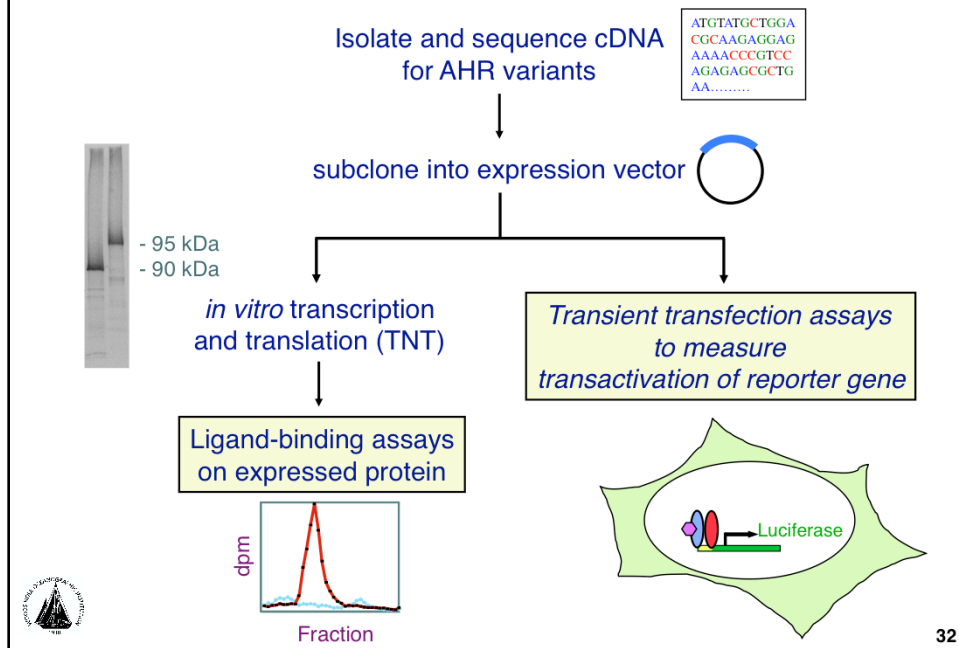 Isolate and sequence cDNA
for AHR variants
ATGTATGCTGGA
CGCAAGAGGAG
AAAACCCGTCC
AGAGAGCGCTG
AA.........
subclone into expression vector
- 95 kDa
- 90 kDa
in vitro transcription
and translation (TNT)
Transient transfection assays
to measure
transactivation of reporter gene
Ligand-binding assays
on expressed protein
dpm
Fraction
Luciferase
32